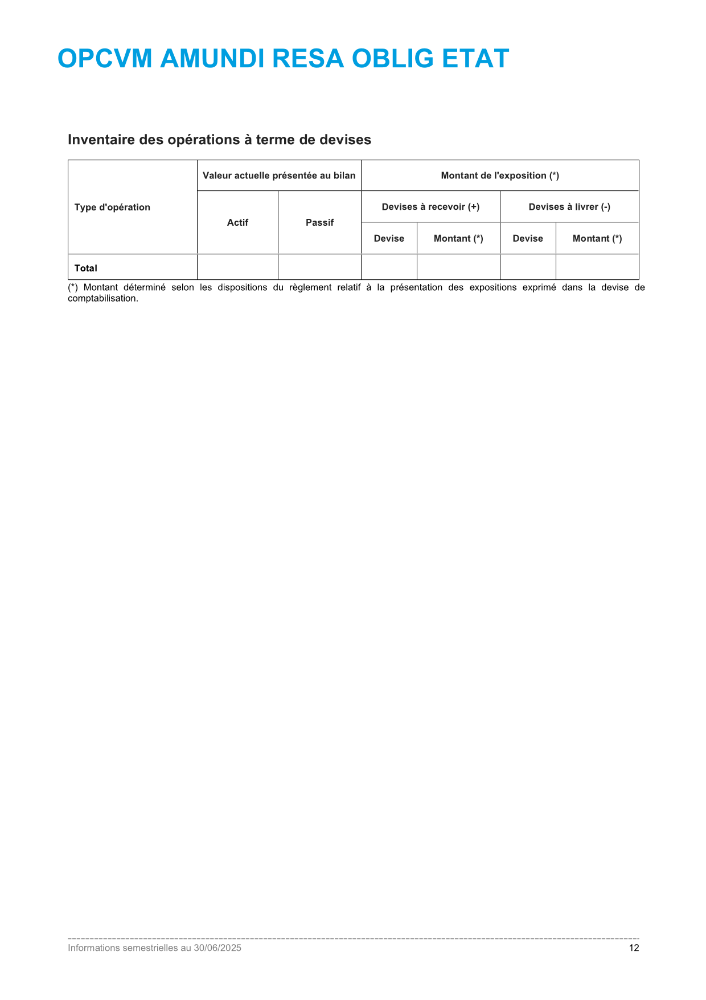 OPCVM AMUNDI RESA OBLIG ETAT
Inventaire des opérations à terme de devises
Type d'opération
Valeur actuelle présentée au bilan
Montant de l'exposition (*)
Actif
Passif
Devises à recevoir (+)
Devises à livrer (-)
Devise
Montant (*)
Devise
Montant (*)
Total
(*) Montant déterminé selon les dispositions du règlement relatif à la présentation des expositions exprimé dans la devise de
comptabilisation.
Informations semestrielles au 30/06/2025
12